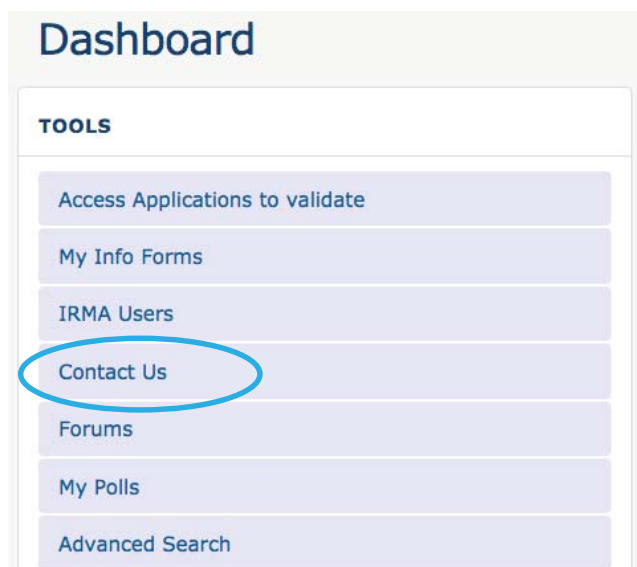 Dashboard
TOOLS
Access Applications to validate
My Info Forms
IRMA Users
Contact Us
Forums
My Polls
Advanced Search